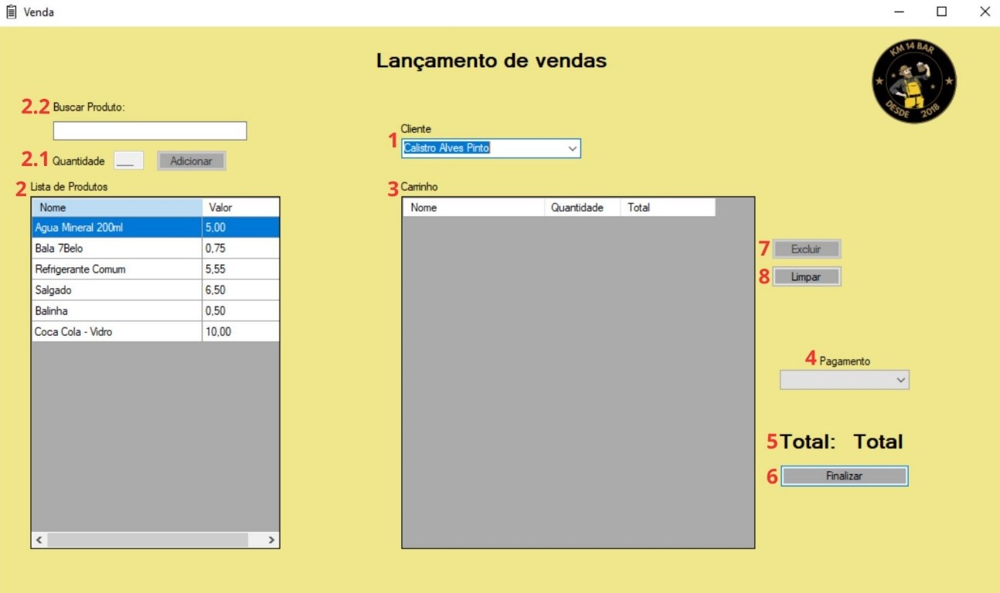 Venda
Lançamento de vendas
KM 14 BAR
DESDE 2018
2.2 Buscar Produto:
2.1 Quantidade ___ Adicionar
1 Cliente
Calistro Alves Pinto
2 Lista de Produtos
Nome Valor
Agua Mineral 200ml 5,00
Bala 7Belo 0,75
Refrigerante Comum 5,55
Salgado 6,50
Balinha 0,50
Coca Cola - Vidro 10,00
3 Carrinho
Nome Quantidade Total
7 Excluir
8 Limpar
4 Pagamento
5 Total: Total
6 Finalizar